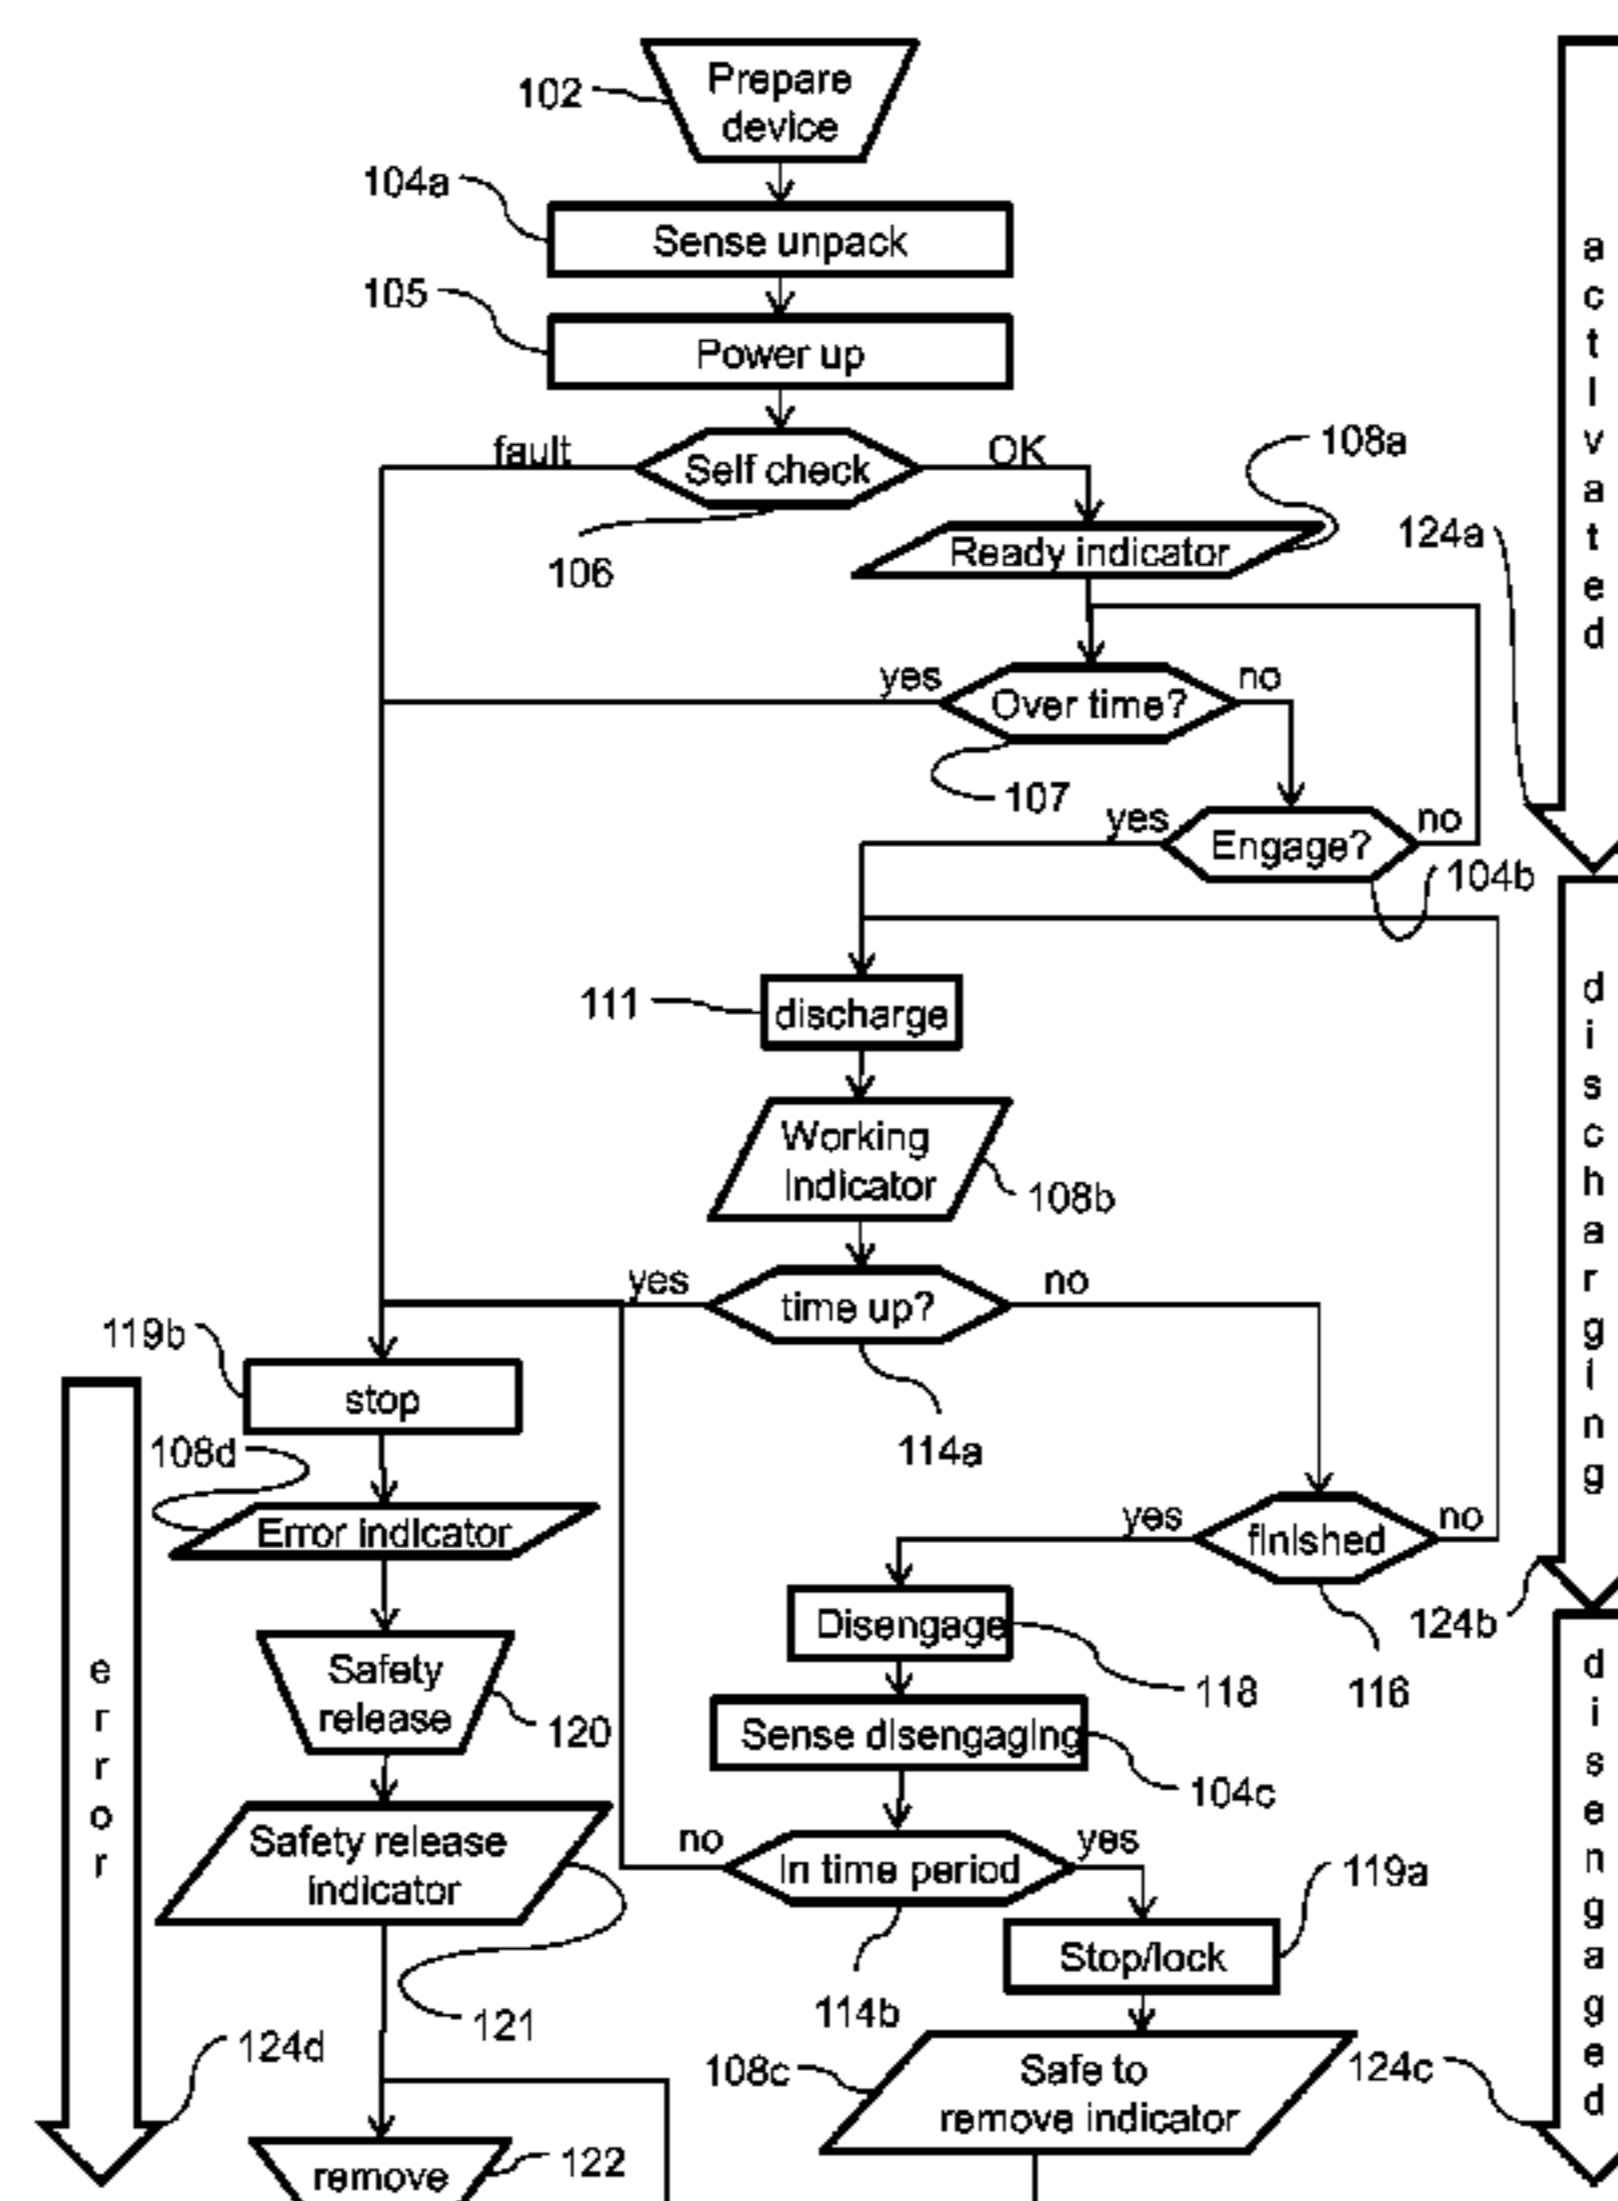 Prepare
device
102
104a
Sense unpack
105
Power up
fault
Self check
OK
108a
106
Ready indicator
124a
activated
yes
Over time?
no
107
yes
Engage?
no
104b
111
discharge
Working
indicator
108b
discharging
yes
time up?
no
119b
stop
114a
108d
Error indicator
yes
finished
no
Disengage
124b
118
116
Safety
release
120
Sense disengaging
104c
error
Safety release
indicator
no
In time period
yes
119a
Stop/lock
121
114b
124d
108c
Safe to
remove indicator
124c
disengaged
remove
122